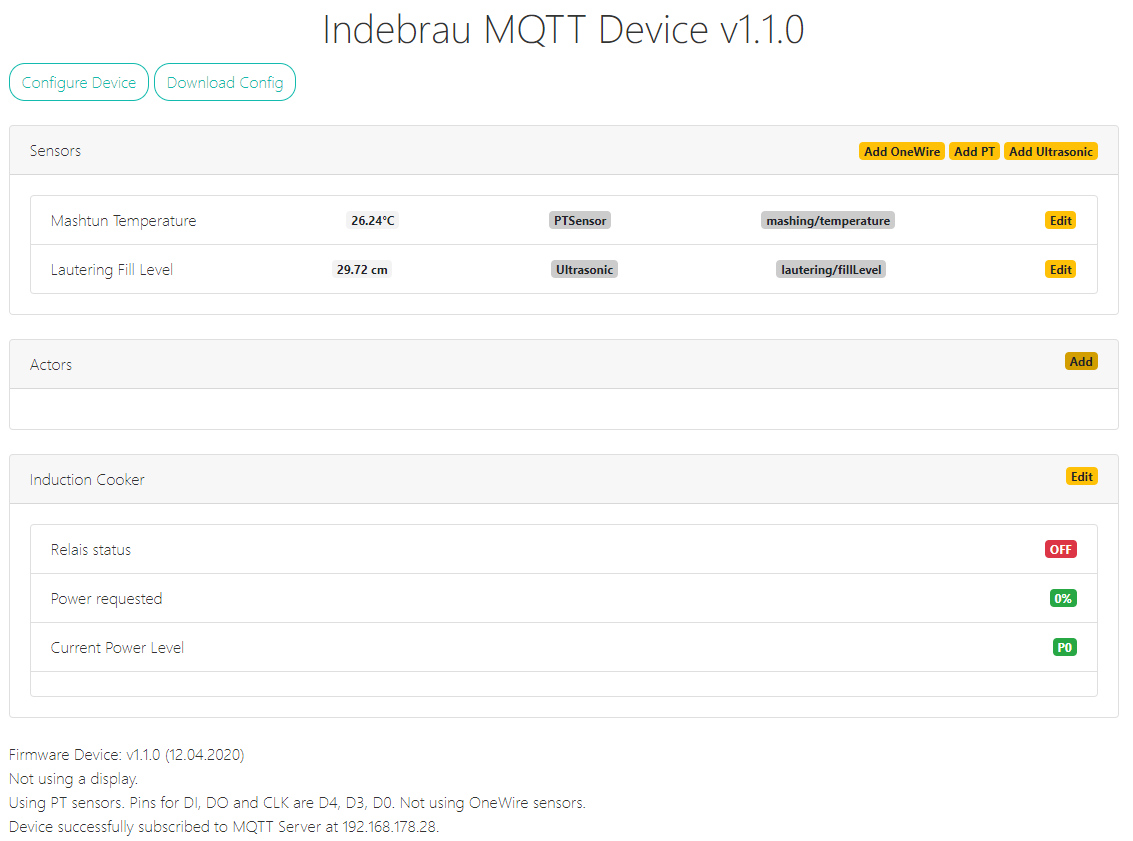 Indebrau MQTT Device v1.1.0
Configure Device Download Config
Sensors Add OneWire Add PT Add Ultrasonic
Mashtun Temperature 26.24°C PTSensor mashing/temperature Edit
Lautering Fill Level 29.72 cm Ultrasonic lautering/fillLevel Edit
Actors Add
Induction Cooker Edit
Relais status OFF
Power requested 0%
Current Power Level P0
Firmware Device: v1.1.0 (12.04.2020)
Not using a display.
Using PT sensors. Pins for DI, DO and CLK are D4, D3, D0. Not using OneWire sensors.
Device successfully subscribed to MQTT Server at 192.168.178.28.